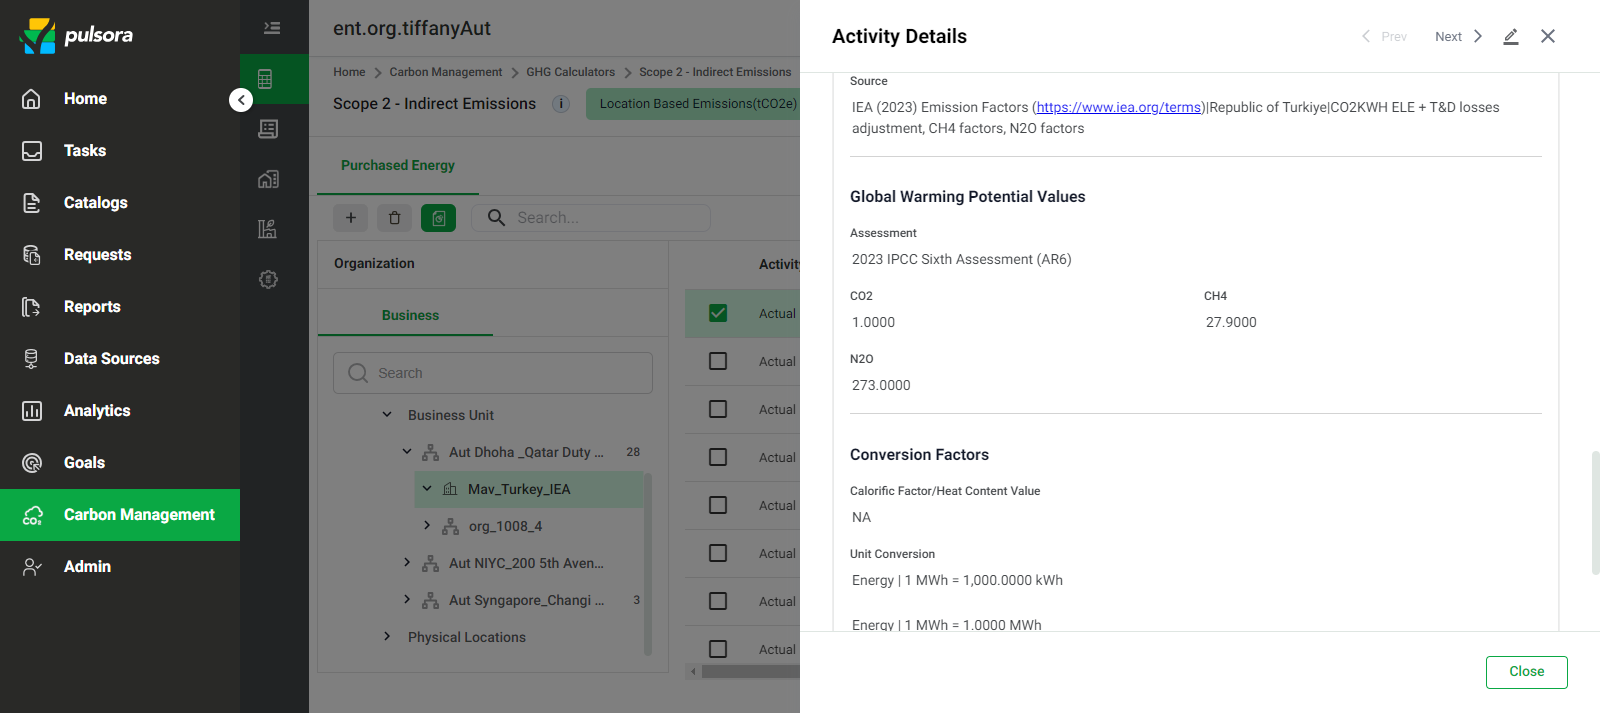 pulsora
Home
Tasks
Catalogs
Requests
Reports
Data Sources
Analytics
Goals
Carbon Management
Admin
ent.org.tiffanyAut
Home > Carbon Management > GHG Calculators > Scope 2 - Indirect Emissions
Scope 2 - Indirect Emissions i Location Based Emissions(tCO2e)
Purchased Energy
Search...
Organization
Business
Search
Business Unit
Aut Dhoha _Qatar Duty ... 28
Mav_Turkey_IEA
org_1008_4
Aut NIYC_200 5th Aven...
Aut Syngapore_Changi ... 3
Physical Locations
Activity
Actual
Actual
Actual
Actual
Actual
Actual
Actual
Actual
Activity Details
Prev
Next
Source
IEA (2023) Emission Factors (https://www.iea.org/terms)|Republic of Turkiye|CO2KWH ELE + T&D losses
adjustment, CH4 factors, N2O factors
Global Warming Potential Values
Assessment
2023 IPCC Sixth Assessment (AR6)
CO2 CH4
1.0000 27.9000
N2O
273.0000
Conversion Factors
Calorific Factor/Heat Content Value
NA
Unit Conversion
Energy | 1 MWh = 1,000.0000 kWh
Energy | 1 MWh = 1.0000 MWh
Close